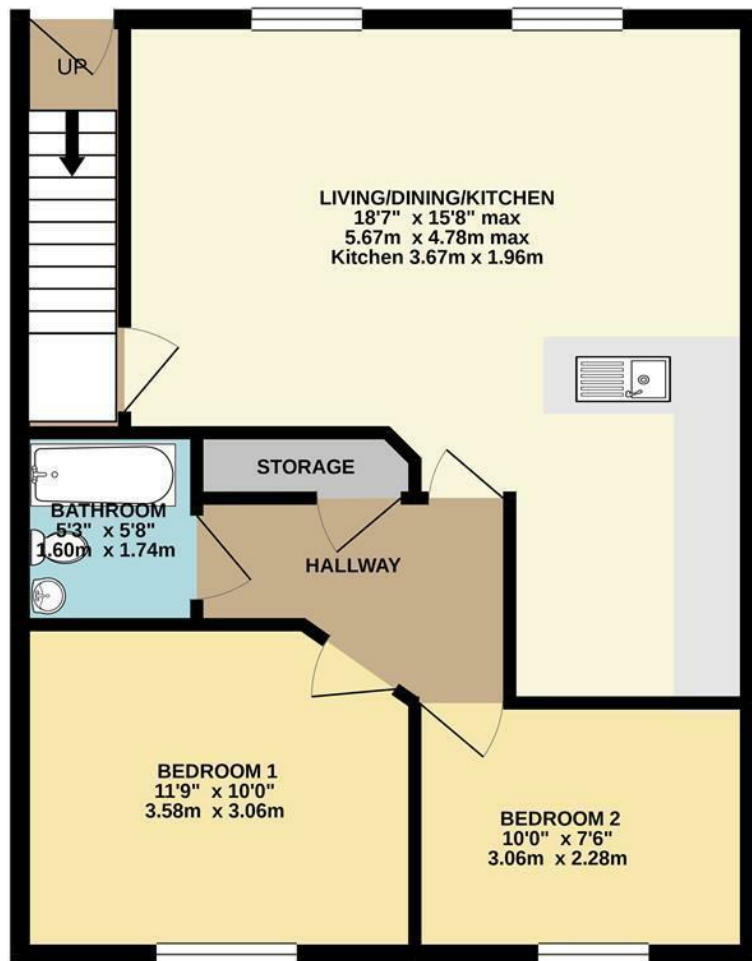 UP
LIVING/DINING/KITCHEN
18'7" x 15'8" max
5.67m x 4.78m max
Kitchen 3.67m x 1.96m
STORAGE
BATHROOM
5'3" x 5'8"
1.60m x 1.74m
HALLWAY
BEDROOM 1
11'9" x 10'0"
3.58m x 3.06m
BEDROOM 2
10'0" x 7'6"
3.06m x 2.28m